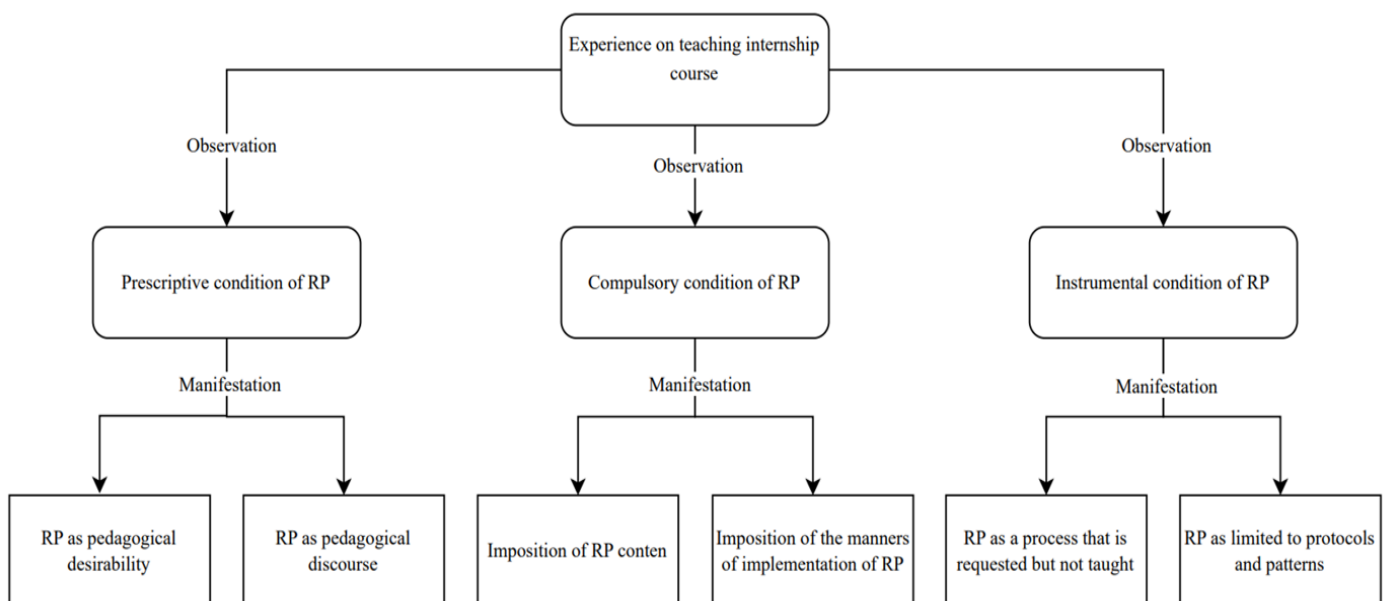 Experience on teaching internship
course
Observation
Observation
Observation
Prescriptive condition of RP
Compulsory condition of RP
Instrumental condition of RP
Manifestation
Manifestation
Manifestation
RP as pedagogical
desirability
RP as pedagogical
discourse
Imposition of RP conten
Imposition of the manners
of implementation of RP
RP as a process that is
requested but not taught
RP as limited to protocols
and patterns